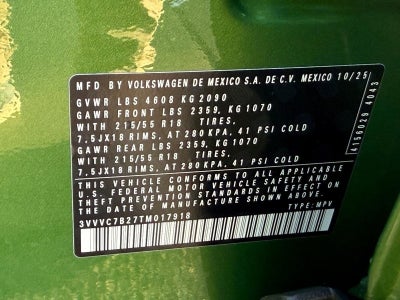 MFD BY VOLKSWAGEN DE MEXICO S.A. DE C.V. MEXICO 10/25
GVWR LBS 4608 KG 2090
GAWR FRONT LBS 2359, KG 1070
WITH 215/55 R18 TIRES,
7.5JX18 RIMS, AT 280 KPA, 41 PSI COLD
GAWR REAR LBS 2359, KG 1070
WITH 215/55 R18 TIRES,
7.5JX18 RIMS, AT 280 KPA, 41 PSI COLD
THIS VEHICLE CONFORMS TO ALL APPLICABLE
U.S. FEDERAL MOTOR VEHICLE SAFETY AND
THEFT PREVENTION STANDARDS IN EFFECT ON
THE DATE OF MANUFACTURE SHOWN ABOVE.
3VVVC7B27TM017918 TYPE: MPV
A156029 4043